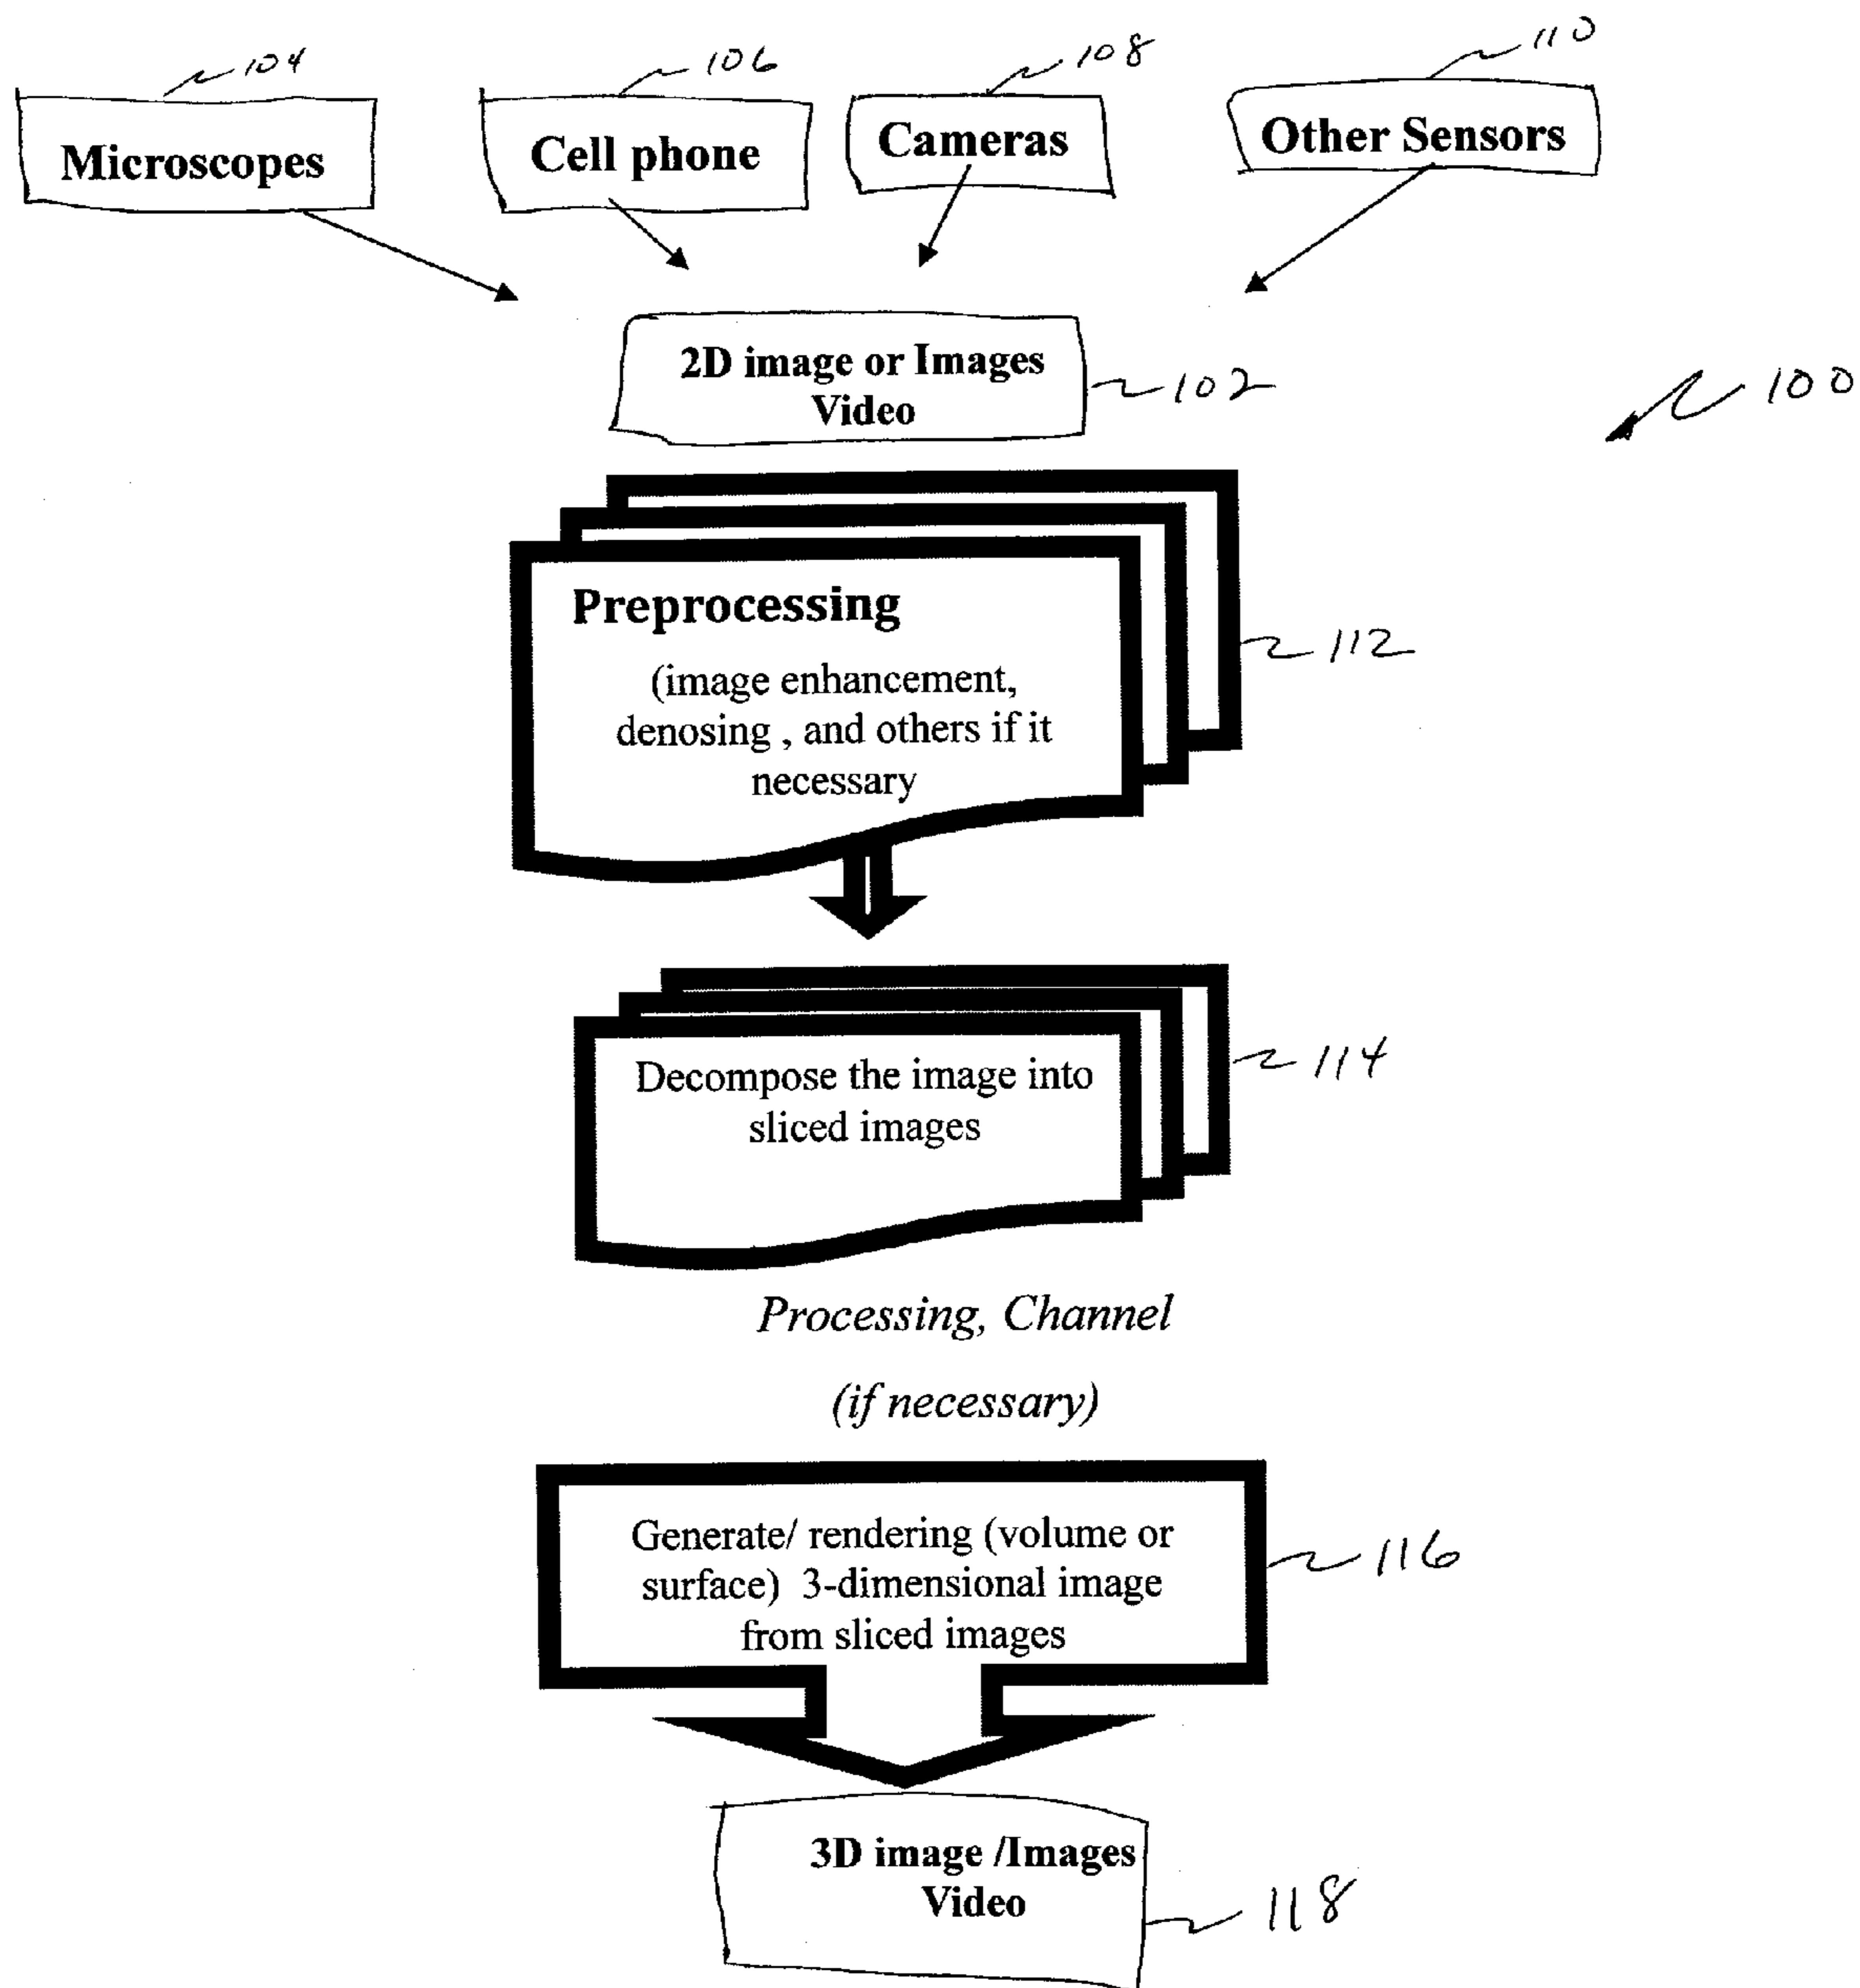 104
106
108
110
Microscopes
Cell phone
Cameras
Other Sensors
2D image or Images
Video
102
100
Preprocessing
(image enhancement,
denosing , and others if it
necessary
112
Decompose the image into
sliced images
114
Processing, Channel
(if necessary)
Generate/ rendering (volume or
surface) 3-dimensional image
from sliced images
116
3D image /Images
Video
118